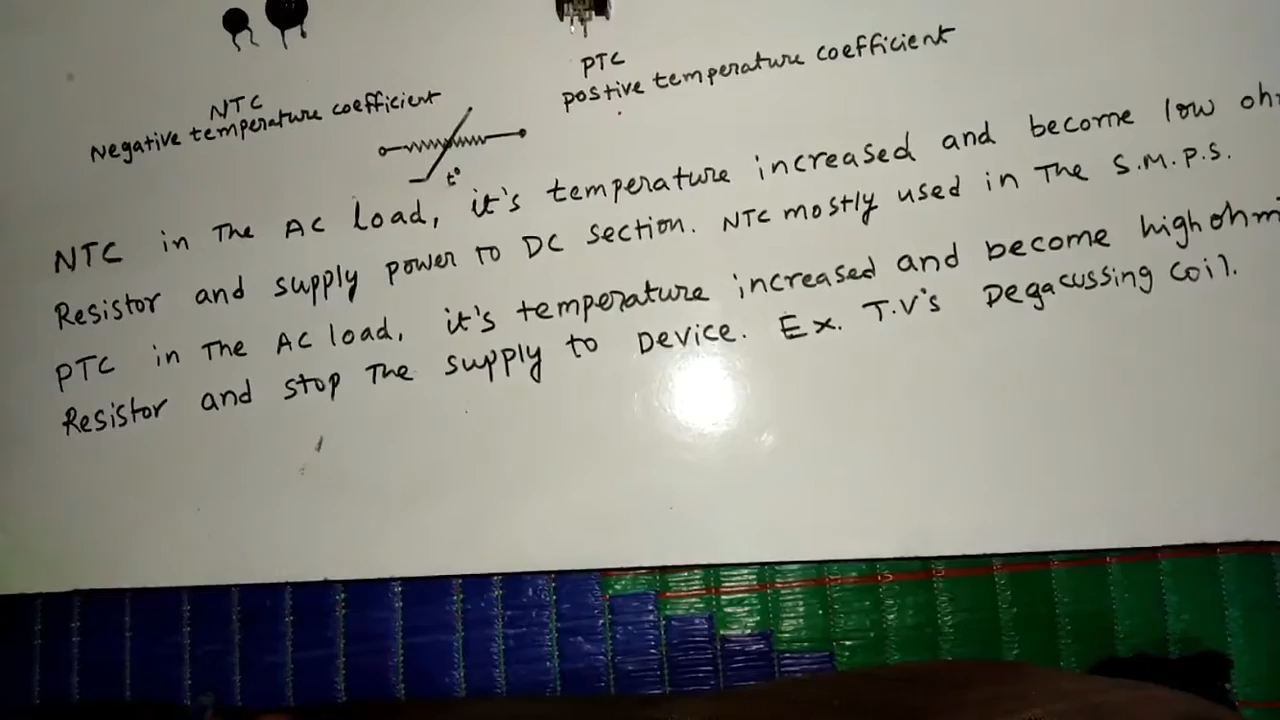 NTC
Negative temperature coefficient
PTC
postive temperature coefficient
t°
NTC in The AC Load, it's temperature increased and become low oh
Resistor and supply power to DC section. NTC mostly used in The S.M.P.S.
PTC in The AC load, it's temperature increased and become high ohmi
Resistor and stop The supply to Device. Ex. T.V's Degacussing coil.